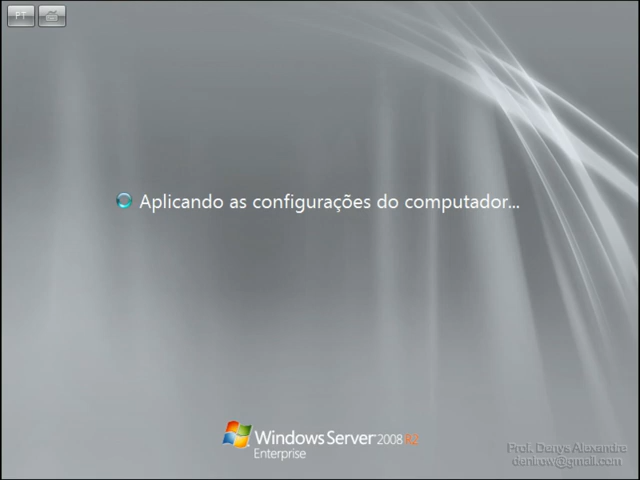 PT
Aplicando as configurações do computador...
Windows Server 2008 R2
Enterprise
Prof. Denys Alexandre
denlrow@gmail.com